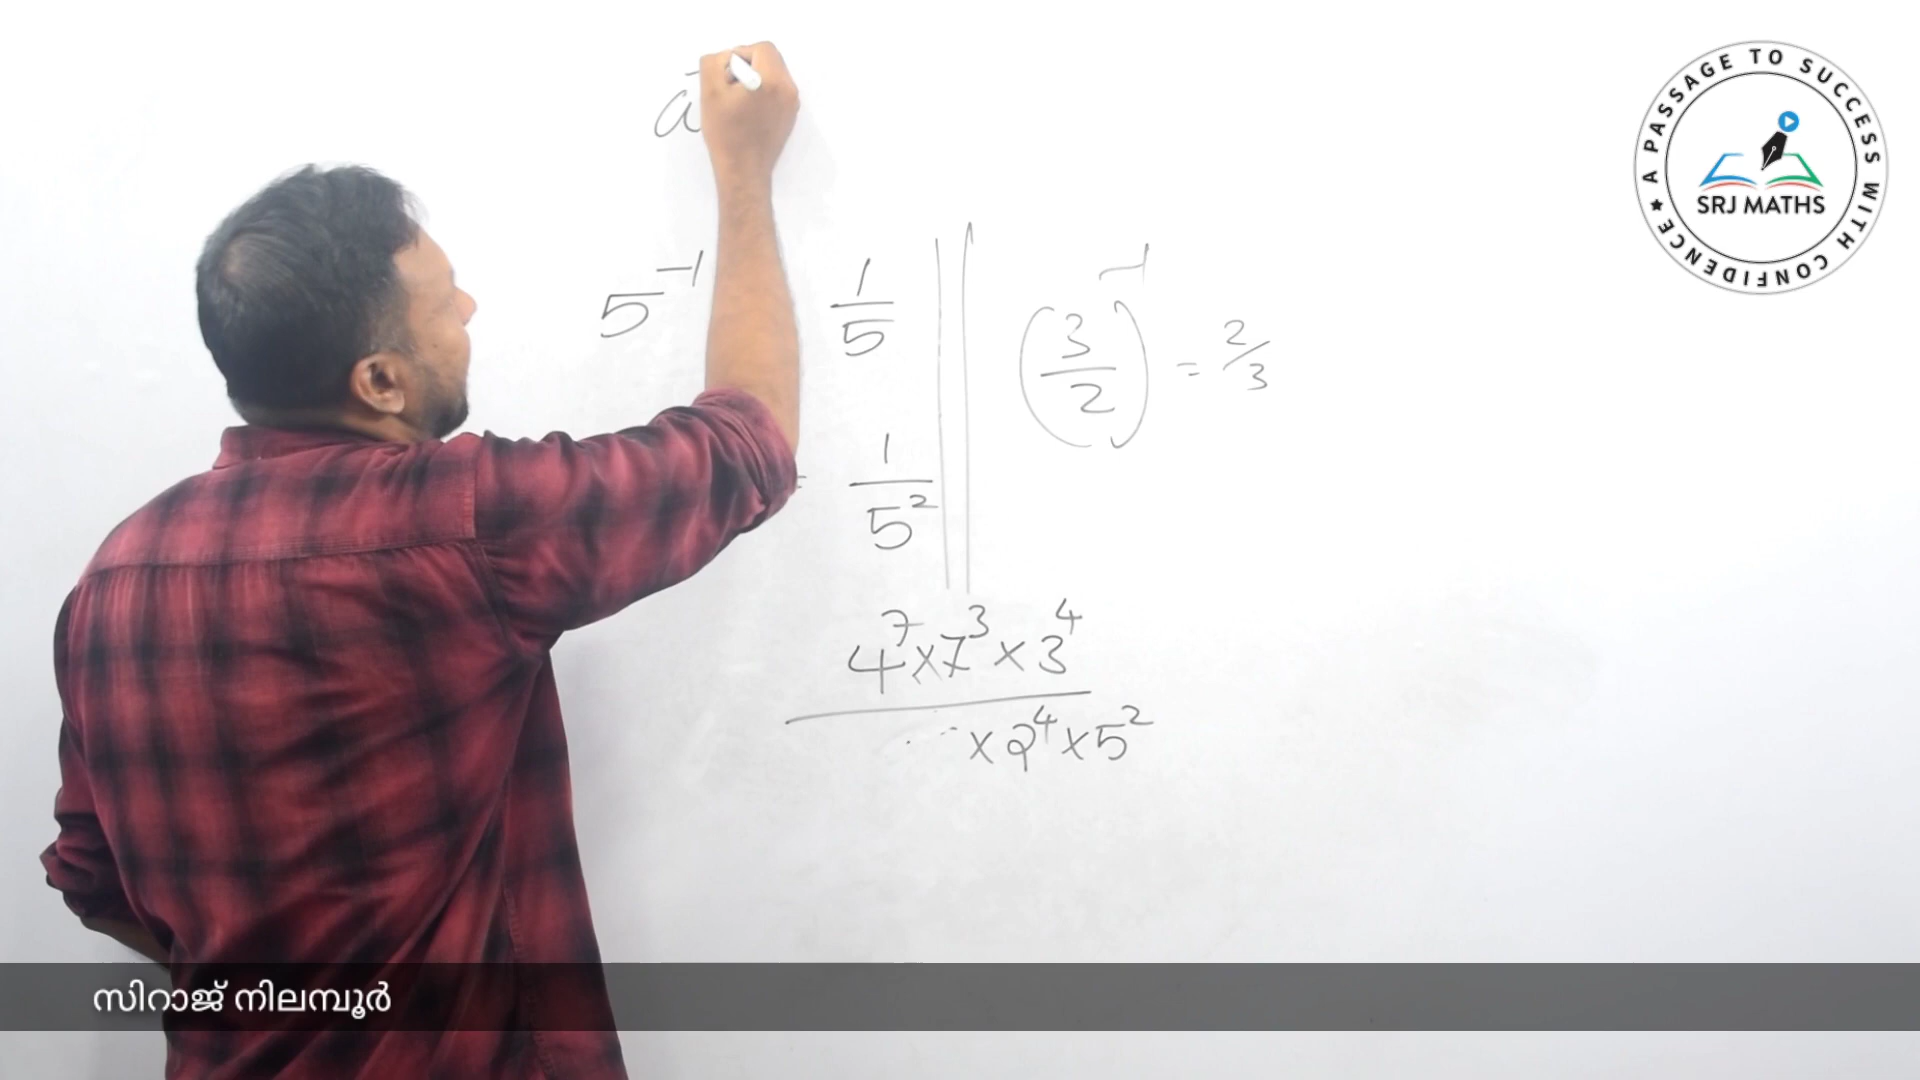 a⁻
5⁻¹ 1/5
(3/2)⁻¹ = 2/3
= 1/5²
4⁷×7³×3⁴
×2⁴×5²
A PASSAGE TO SUCCESS WITH CONFIDENCE ★
SRJ MATHS
സിറാജ് നിലമ്പൂർ